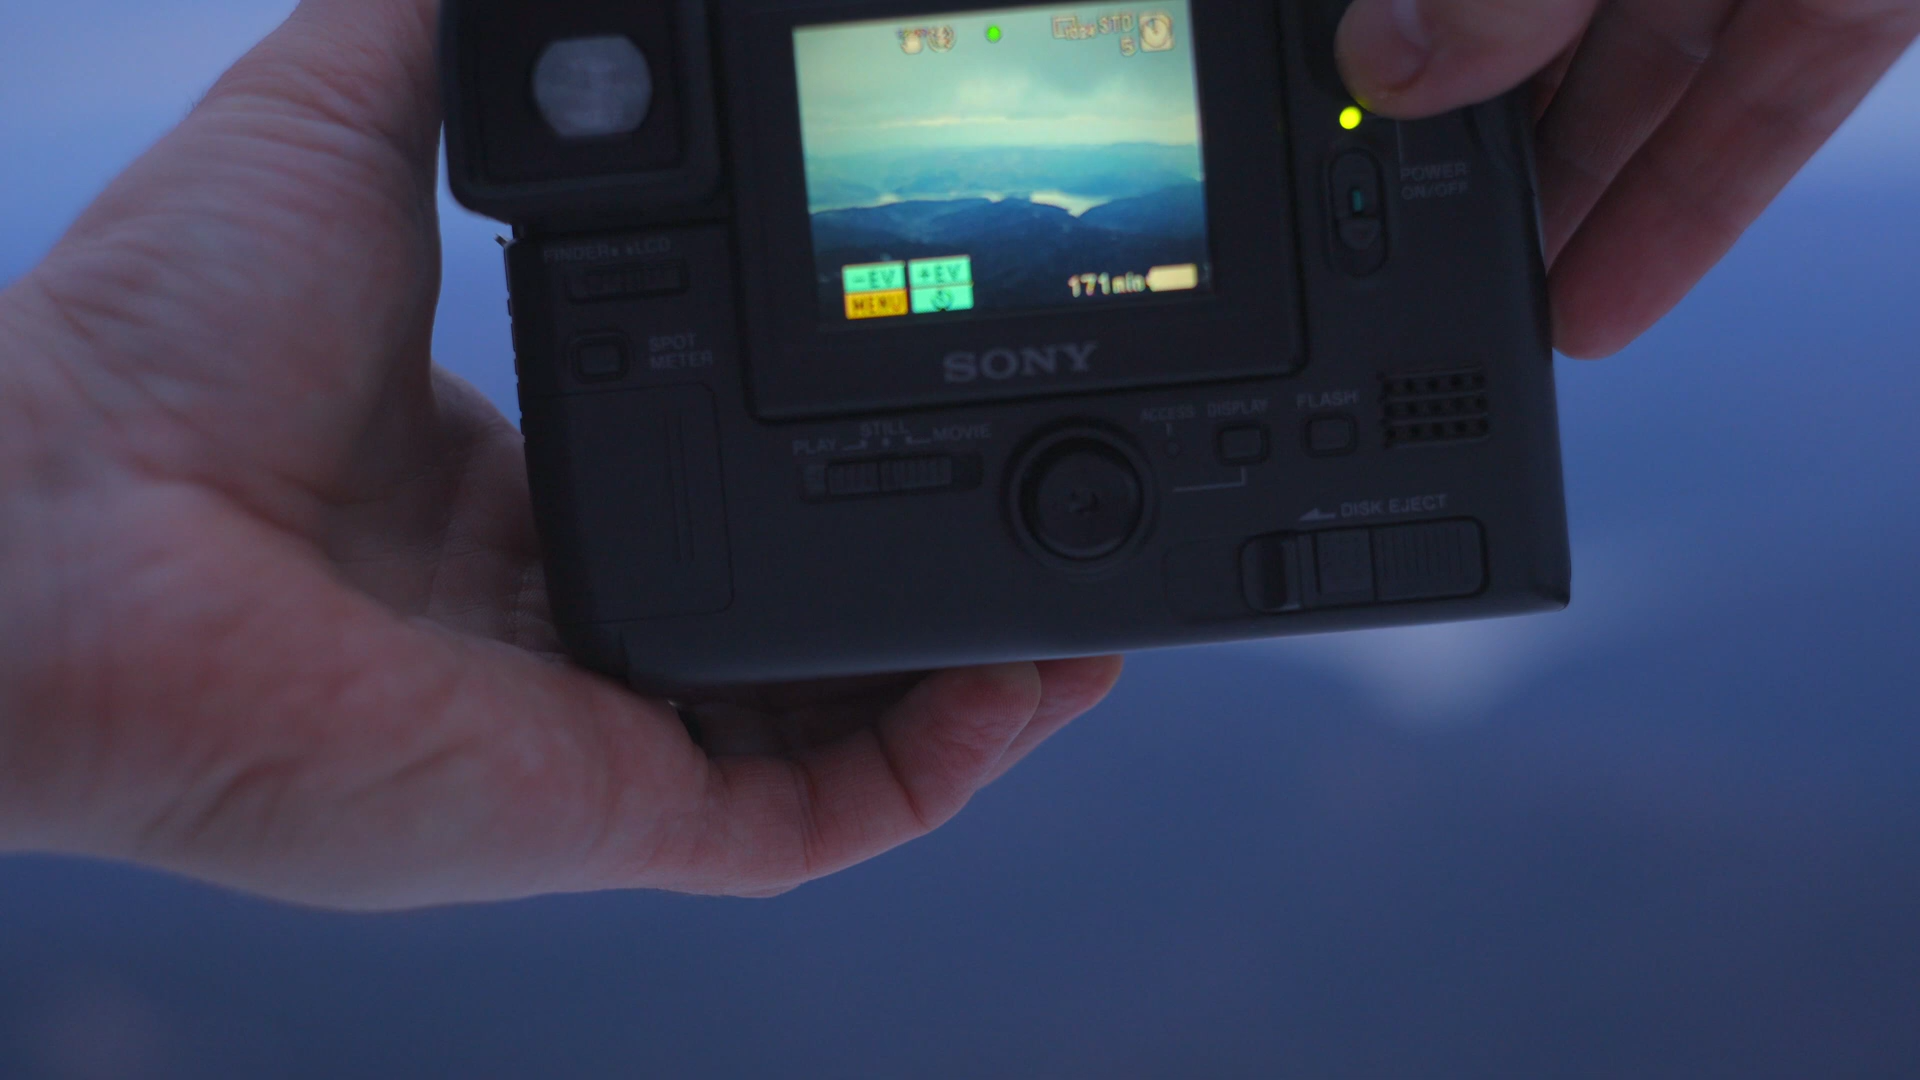 1024 STD
5
-EV +EV
MENU
171min
POWER
ON/OFF
FINDER LCD
SPOT
METER
SONY
PLAY STILL MOVIE
ACCESS DISPLAY FLASH
DISK EJECT